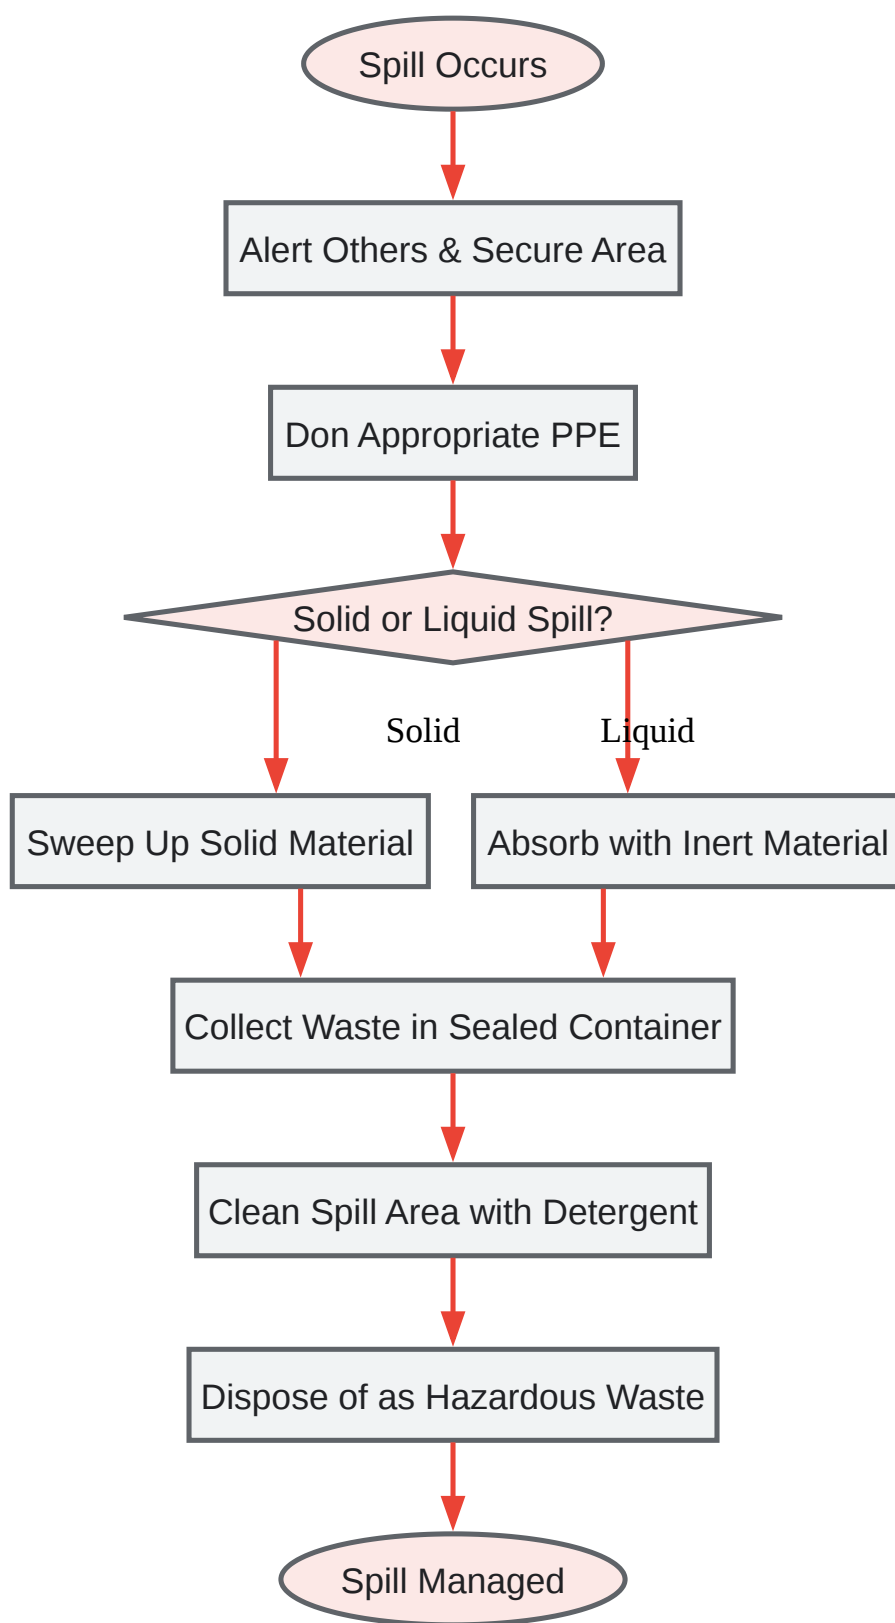 Spill Occurs
Alert Others & Secure Area
Don Appropriate PPE
Solid or Liquid Spill?
Solid
Liquid
Sweep Up Solid Material
Absorb with Inert Material
Collect Waste in Sealed Container
Clean Spill Area with Detergent
Dispose of as Hazardous Waste
Spill Managed